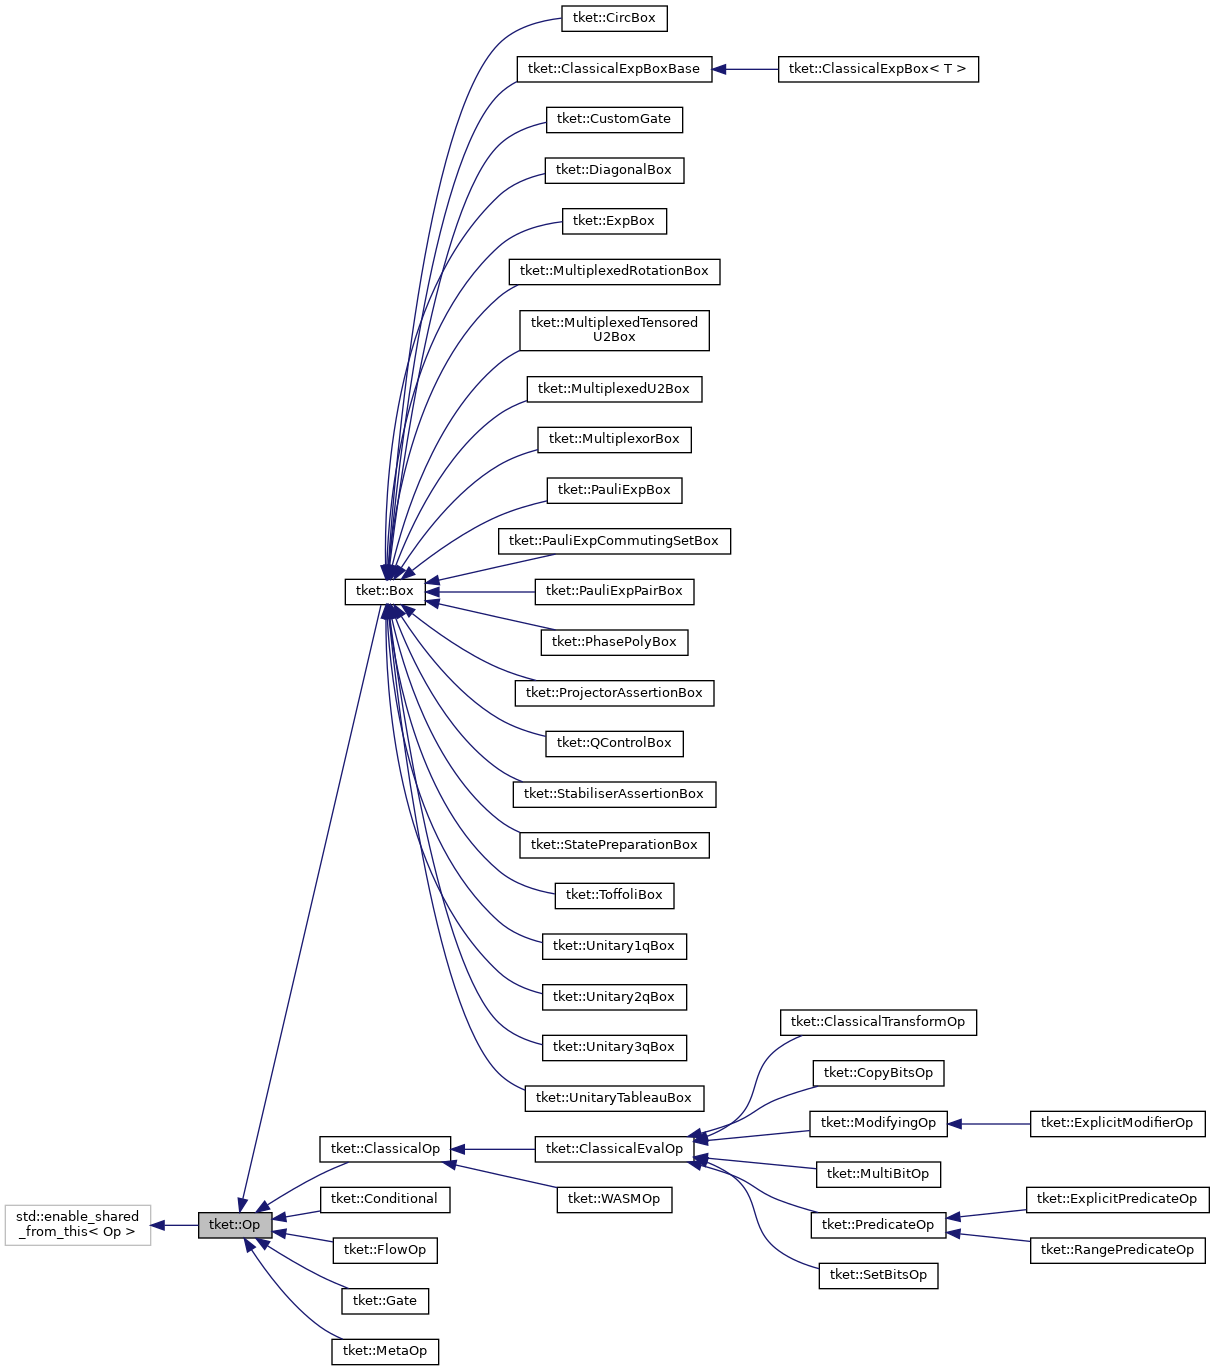 tket::CircBox
tket::ClassicalExpBoxBase
tket::ClassicalExpBox< T >
tket::CustomGate
tket::DiagonalBox
tket::ExpBox
tket::MultiplexedRotationBox
tket::MultiplexedTensored
U2Box
tket::MultiplexedU2Box
tket::MultiplexorBox
tket::PauliExpBox
tket::PauliExpCommutingSetBox
tket::Box
tket::PauliExpPairBox
tket::PhasePolyBox
tket::ProjectorAssertionBox
tket::QControlBox
tket::StabiliserAssertionBox
tket::StatePreparationBox
tket::ToffoliBox
tket::Unitary1qBox
tket::Unitary2qBox
tket::Unitary3qBox
tket::UnitaryTableauBox
tket::ClassicalTransformOp
tket::CopyBitsOp
tket::ModifyingOp
tket::ExplicitModifierOp
tket::ClassicalOp
tket::ClassicalEvalOp
tket::MultiBitOp
tket::Conditional
tket::WASMOp
tket::ExplicitPredicateOp
std::enable_shared
_from_this< Op >
tket::Op
tket::PredicateOp
tket::FlowOp
tket::RangePredicateOp
tket::SetBitsOp
tket::Gate
tket::MetaOp